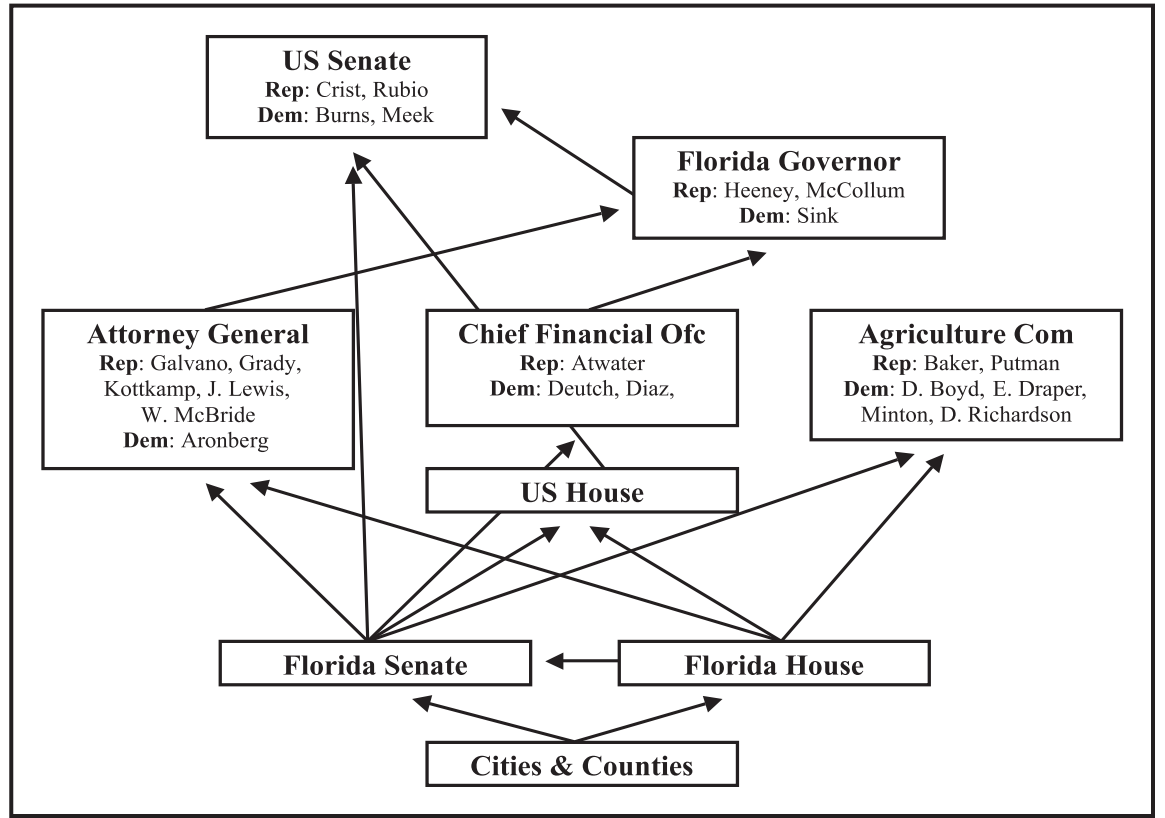 US Senate
Rep: Crist, Rubio
Dem: Burns, Meek
Florida Governor
Rep: Heeney, McCollum
Dem: Sink
Attorney General
Rep: Galvano, Grady,
Kottkamp, J. Lewis,
W. McBride
Dem: Aronberg
Chief Financial Ofc
Rep: Atwater
Dem: Deutch, Diaz,
Agriculture Com
Rep: Baker, Putman
Dem: D. Boyd, E. Draper,
Minton, D. Richardson
US House
Florida Senate
Florida House
Cities & Counties